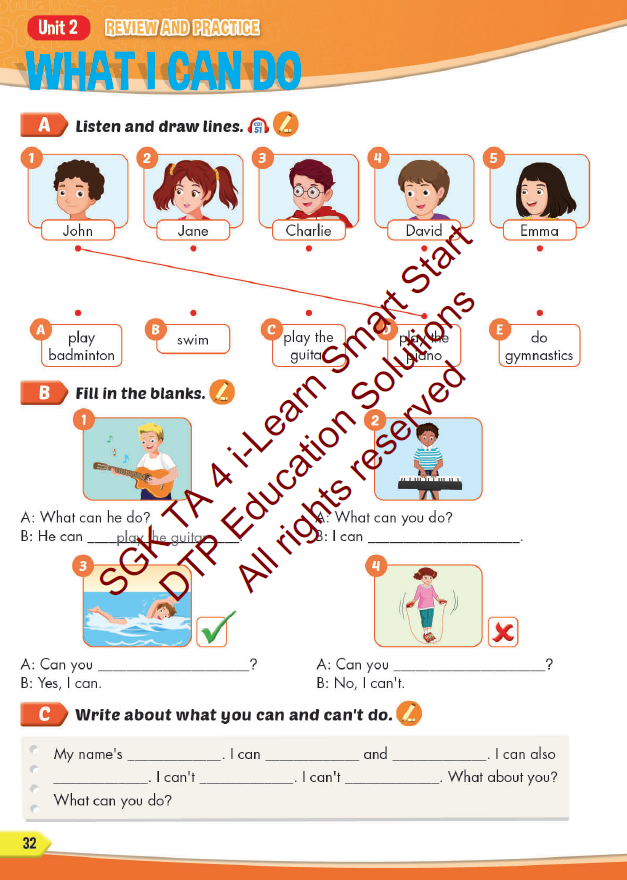 Unit 2
REVIEW AND PRACTICE
WHAT I CAN DO
A Listen and draw lines. CD1 51
1 2 3 4 5
John Jane Charlie David Emma
A play badminton
B swim
C play the guitar
D play the piano
E do gymnastics
B Fill in the blanks.
1
A: What can he do?
B: He can ___play the guitar___.
2
A: What can you do?
B: I can ____________________.
3
A: Can you ____________________?
B: Yes, I can.
4
A: Can you ____________________?
B: No, I can't.
C Write about what you can and can't do.
My name's ____________. I can ____________ and ____________. I can also
____________. I can't ____________. I can't ____________. What about you?
What can you do?
32
SGK TA 4 i-Learn Smart Start
DTP Education Solutions
All rights reserved